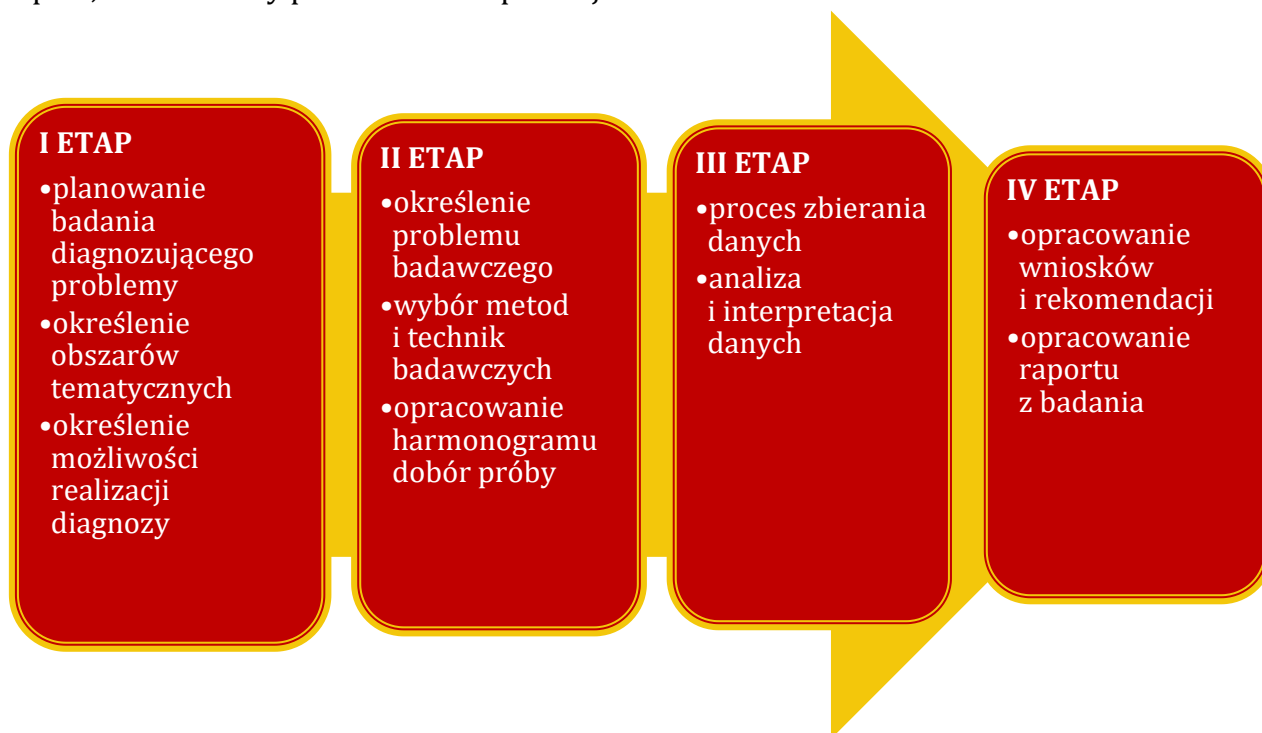 I ETAP
•planowanie
badania
diagnozującego
problemy
•określenie
obszarów
tematycznych
•określenie
możliwości
realizacji
diagnozy
II ETAP
•określenie
problemu
badawczego
•wybór metod
i technik
badawczych
•opracowanie
harmonogramu
dobór próby
III ETAP
•proces zbierania
danych
•analiza
i interpretacja
danych
IV ETAP
•opracowanie
wniosków
i rekomendacji
•opracowanie
raportu
z badania